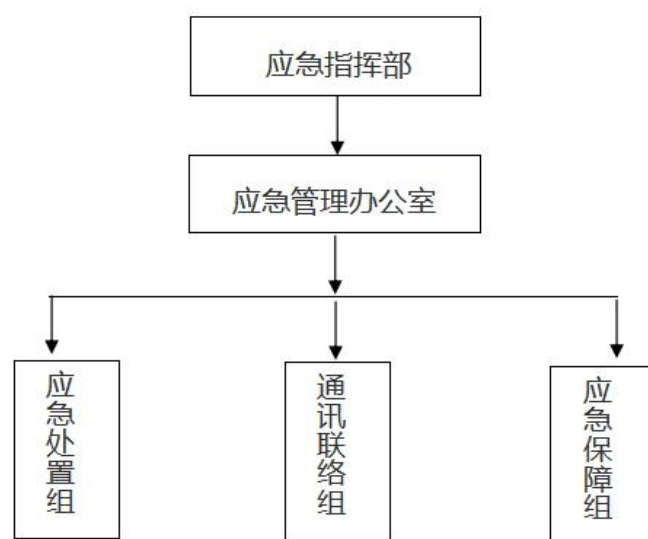 应急指挥部
应急管理办公室
应急处置组
通讯联络组
应急保障组